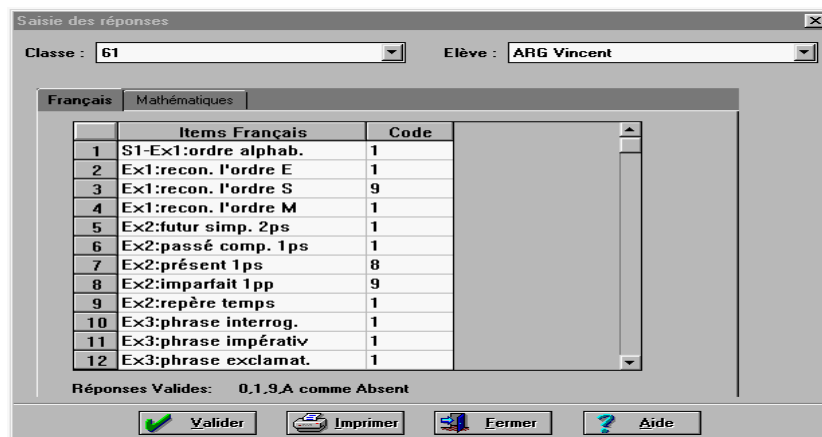 Saisie des réponses
Classe : 61 Elève : ARG Vincent
Français Mathématiques
Items Français Code
1 S1-Ex1:ordre alphab. 1
2 Ex1:recon. l'ordre E 1
3 Ex1:recon. l'ordre S 9
4 Ex1:recon. l'ordre M 1
5 Ex2:futur simp. 2ps 1
6 Ex2:passé comp. 1ps 1
7 Ex2:présent 1ps 8
8 Ex2:imparfait 1pp 9
9 Ex2:repère temps 1
10 Ex3:phrase interrog. 1
11 Ex3:phrase impérativ 1
12 Ex3:phrase exclamat. 1
Réponses Valides: 0,1,9,A comme Absent
Valider Imprimer Fermer Aide